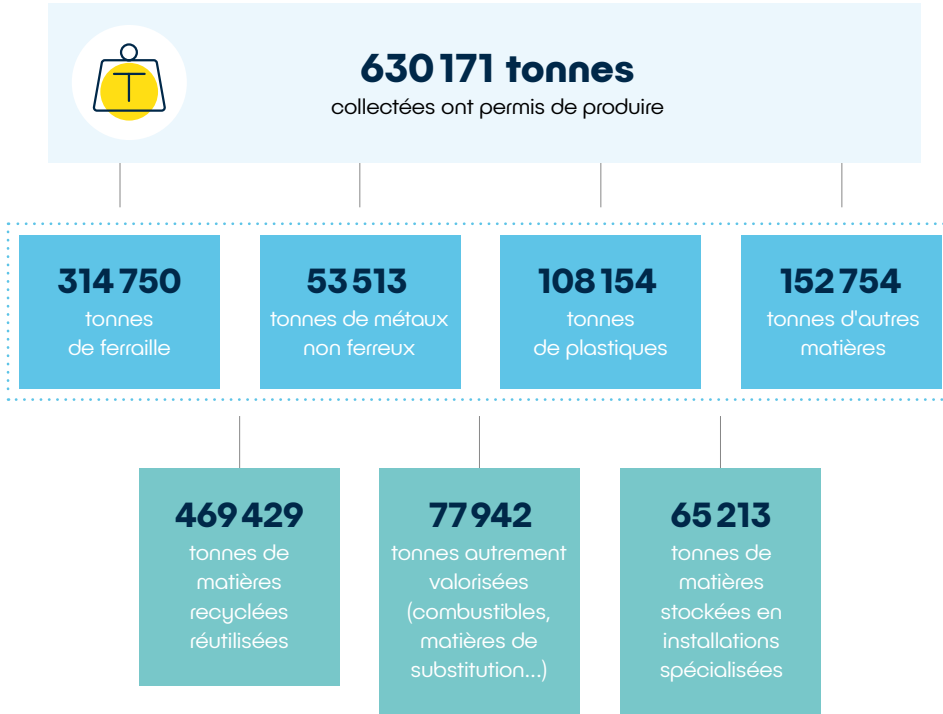 T
630 171 tonnes
collectées ont permis de produire
314 750
tonnes
de ferraille
53 513
tonnes de métaux
non ferreux
108 154
tonnes
de plastiques
152 754
tonnes d'autres
matières
469 429
tonnes de
matières
recyclées
réutilisées
77 942
tonnes autrement
valorisées
(combustibles,
matières de
substitution...)
65 213
tonnes de
matières
stockées en
installations
spécialisées